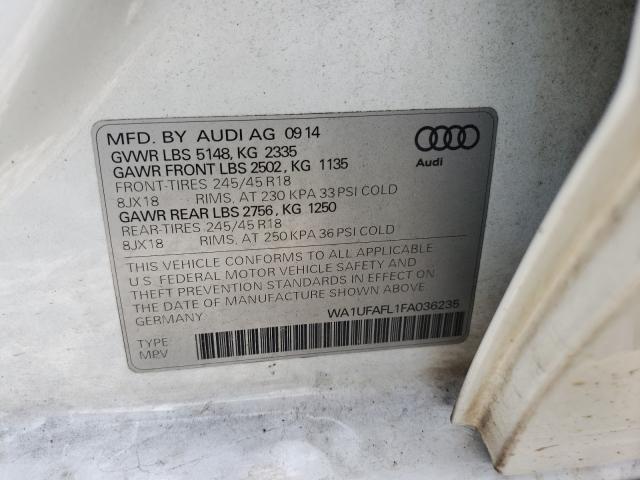 MFD. BY AUDI AG 0914
GVWR LBS 5148, KG 2335
GAWR FRONT LBS 2502, KG 1135
FRONT-TIRES 245/45 R18
8JX18 RIMS, AT 230 KPA 33 PSI COLD
GAWR REAR LBS 2756, KG 1250
REAR-TIRES 245/45 R18
8JX18 RIMS, AT 250 KPA 36 PSI COLD
Audi
THIS VEHICLE CONFORMS TO ALL APPLICABLE
U.S. FEDERAL MOTOR VEHICLE SAFETY AND
THEFT PREVENTION STANDARDS IN EFFECT ON
THE DATE OF MANUFACTURE SHOWN ABOVE.
GERMANY.
WA1UFAFL1FA036235
TYPE
MPV